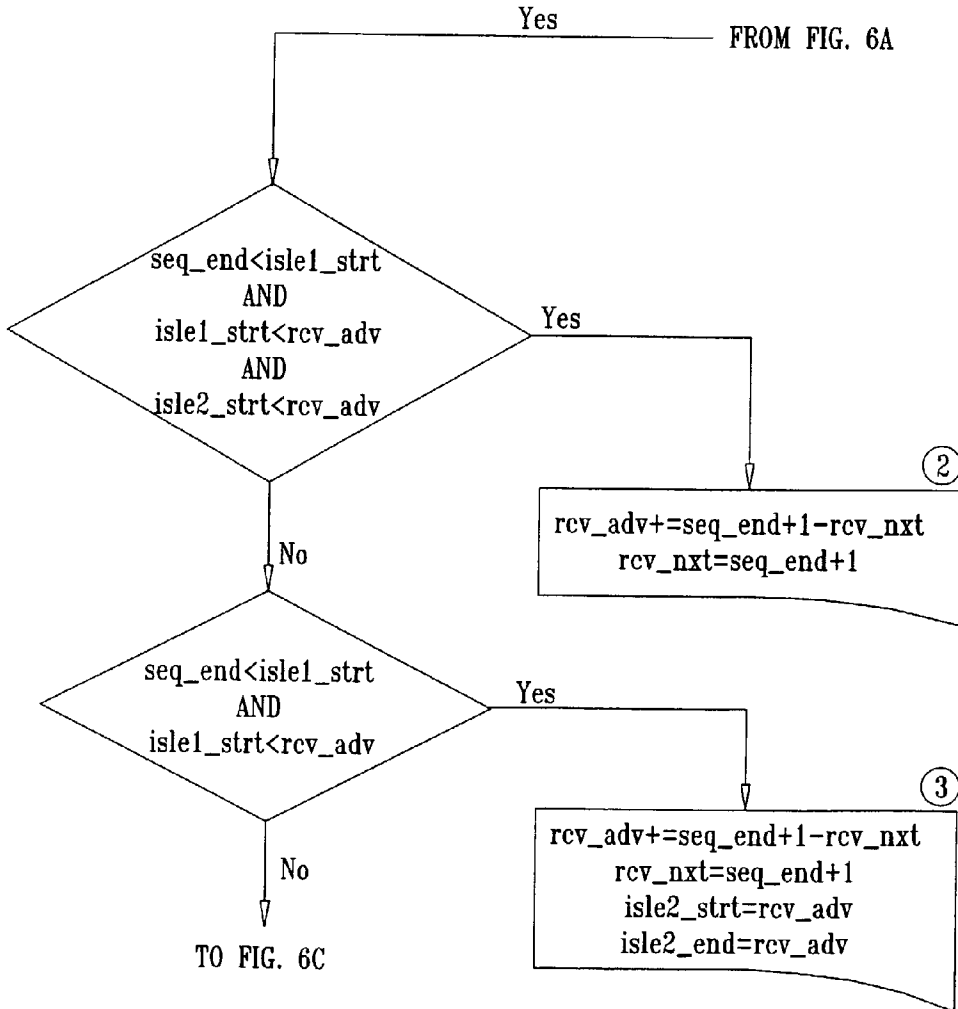 Yes
FROM FIG. 6A
seq_end<isle1_strt
AND
isle1_strt<rcv_adv
AND
isle2_strt<rcv_adv
Yes
2
rcv_adv+=seq_end+1-rcv_nxt
rcv_nxt=seq_end+1
No
seq_end<isle1_strt
AND
isle1_strt<rcv_adv
Yes
3
rcv_adv+=seq_end+1-rcv_nxt
rcv_nxt=seq_end+1
isle2_strt=rcv_adv
isle2_end=rcv_adv
No
TO FIG. 6C